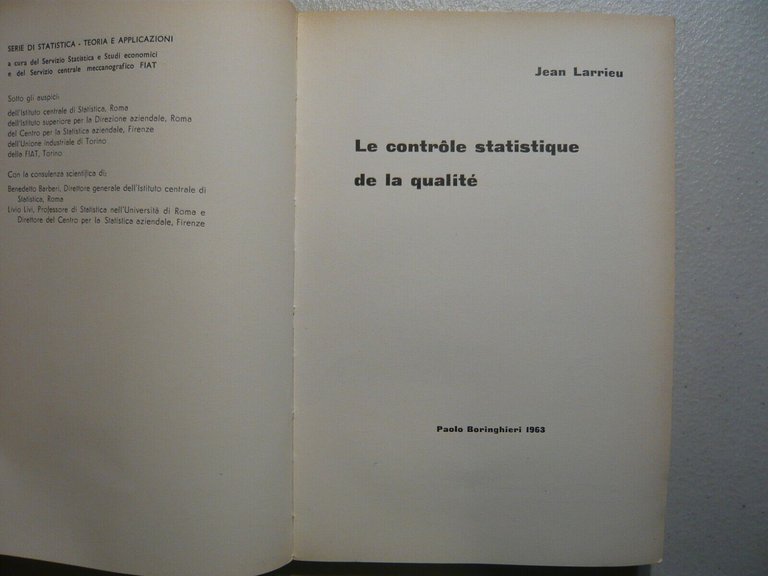 SERIE DI STATISTICA - TEORIA E APPLICAZIONI
a cura del Servizio Statistica e Studi economici
e del Servizio centrale meccanografico FIAT
Sotto gli auspici:
dell'Istituto centrale di Statistica, Roma
dell'Istituto superiore per la Direzione aziendale, Roma
del Centro per la Statistica aziendale, Firenze
dell'Unione industriale di Torino
della FIAT, Torino
Con la consulenza scientifica di:
Benedetto Barberi, Direttore generale dell'Istituto centrale di
Statistica, Roma
Livio Livi, Professore di Statistica nell'Università di Roma e
Direttore del Centro per la Statistica aziendale, Firenze
Jean Larrieu
Le contrôle statistique
de la qualité
Paolo Boringhieri 1963